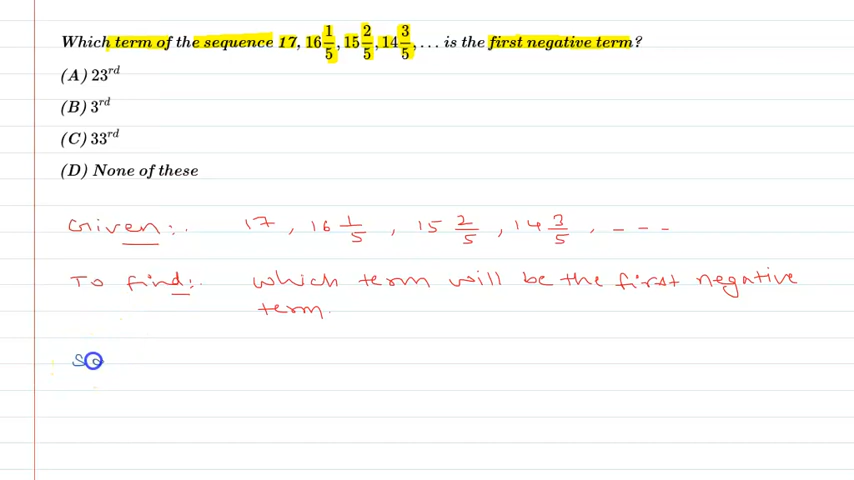 Which term of the sequence 17, 16 1/5, 15 2/5, 14 3/5, ... is the first negative term?
(A) 23rd
(B) 3rd
(C) 33rd
(D) None of these
Given:. 17, 16 1/5, 15 2/5, 14 3/5, - - -
To find:. which term will be the first negative
term.
so